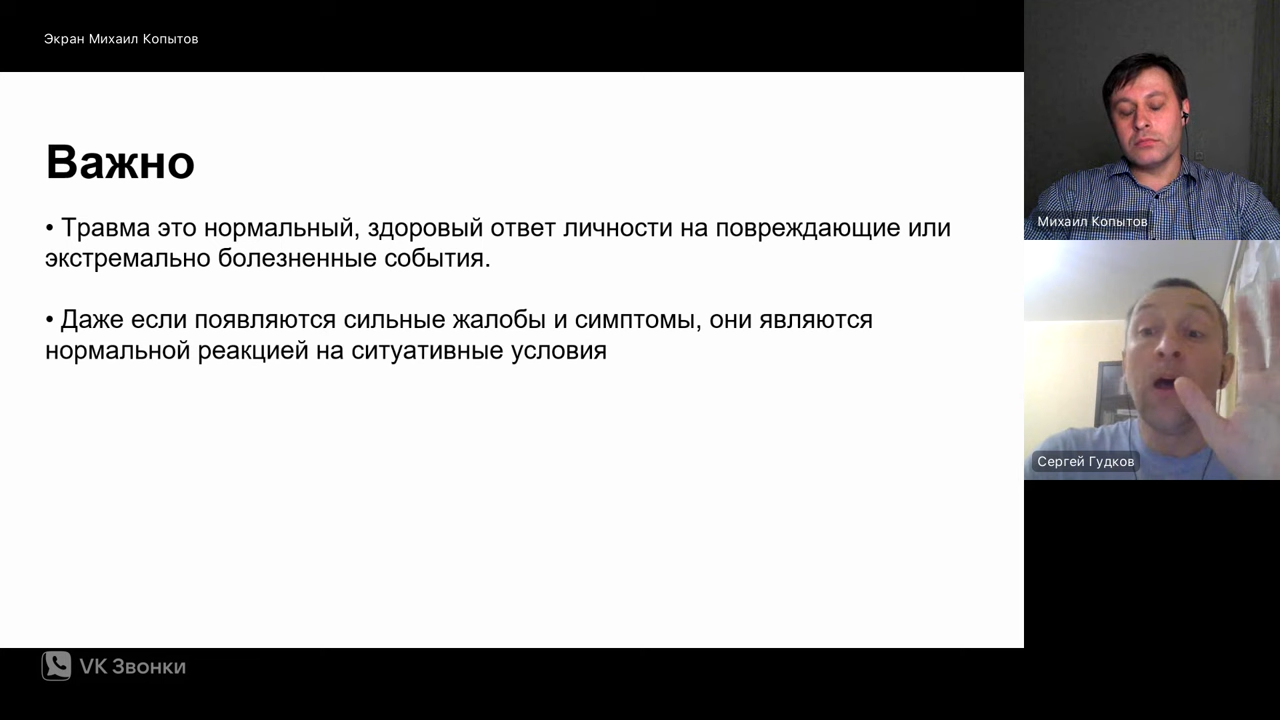 Экран Михаил Копытов
Важно
• Травма это нормальный, здоровый ответ личности на повреждающие или
экстремально болезненные события.
• Даже если появляются сильные жалобы и симптомы, они являются
нормальной реакцией на ситуативные условия
Михаил Копытов
Сергей Гудков
VK Звонки